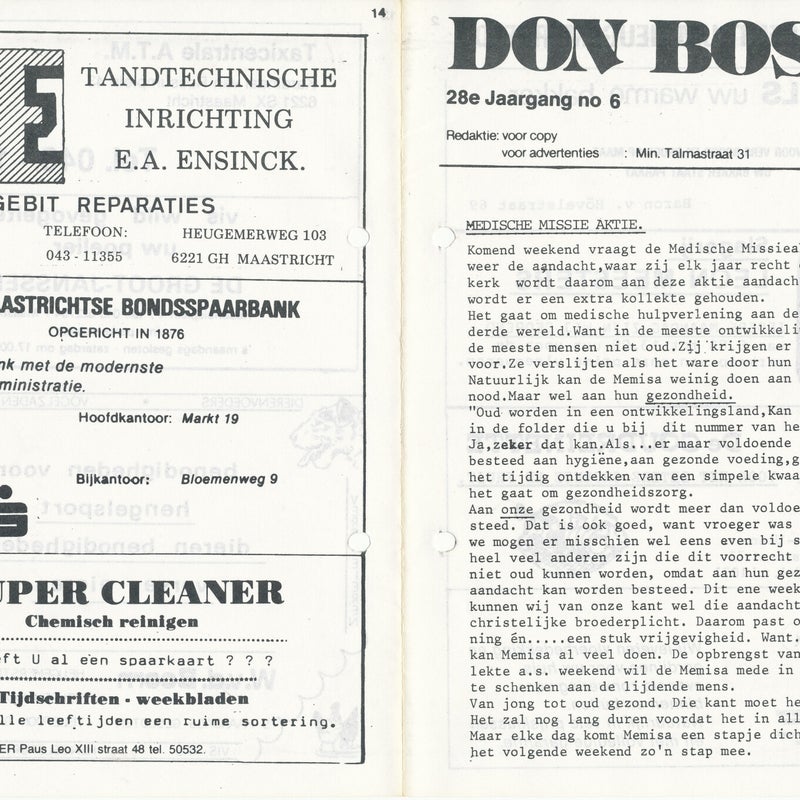 14
E
TANDTECHNISCHE
INRICHTING
E.A. ENSINCK.
GEBIT REPARATIES
TELEFOON: HEUGEMERWEG 103
043-11355 6221 GH MAASTRICHT
AASTRICHTSE BONDSSPAARBANK
OPGERICHT IN 1876
nk met de modernste
ministratie.
Hoofdkantoor: Markt 19
Bijkantoor: Bloemenweg 9
S
UPER CLEANER
Chemisch reinigen
eft U al een spaarkaart ? ? ?
Tijdschriften - weekbladen
lle leeftijden een ruime sortering.
ER Paus Leo XIII straat 48 tel. 50532.
DON BOS
28e Jaargang no 6
Redaktie: voor copy
voor advertenties : Min. Talmastraat 31
MEDISCHE MISSIE AKTIE.
Komend weekend vraagt de Medische Missiea
weer de aandacht,waar zij elk jaar recht
kerk wordt daarom aan deze aktie aandach
wordt er een extra kollekte gehouden.
Het gaat om medische hulpverlening aan de
derde wereld.Want in de meeste ontwikkeli
de meeste mensen niet oud.Zij krijgen er
voor.Ze verslijten als het ware door hun
Natuurlijk kan de Memisa weinig doen aan
nood.Maar wel aan hun gezondheid.
"Oud worden in een ontwikkelingsland,Kan
in de folder die u bij dit nummer van he
Ja,zeker dat kan.Als...er maar voldoende
besteed aan hygiëne,aan gezonde voeding,g
het tijdig ontdekken van een simpele kwaa
het gaat om gezondheidszorg.
Aan onze gezondheid wordt meer dan voldoe
steed. Dat is ook goed, want vroeger was
we mogen er misschien wel eens even bij s
heel veel anderen zijn die dit voorrecht
niet oud kunnen worden, omdat aan hun gez
aandacht kan worden besteed. Dit ene week
kunnen wij van onze kant wel die aandacht
christelijke broederplicht. Daarom past o
ning én.....een stuk vrijgevigheid. Want.
kan Memisa al veel doen. De opbrengst van
lekte a.s. weekend wil de Memisa mede in
te schenken aan de lijdende mens.
Van jong tot oud gezond. Die kant moet he
Het zal nog lang duren voordat het in all
Maar elke dag komt Memisa een stapje dich
het volgende weekend zo'n stap mee.